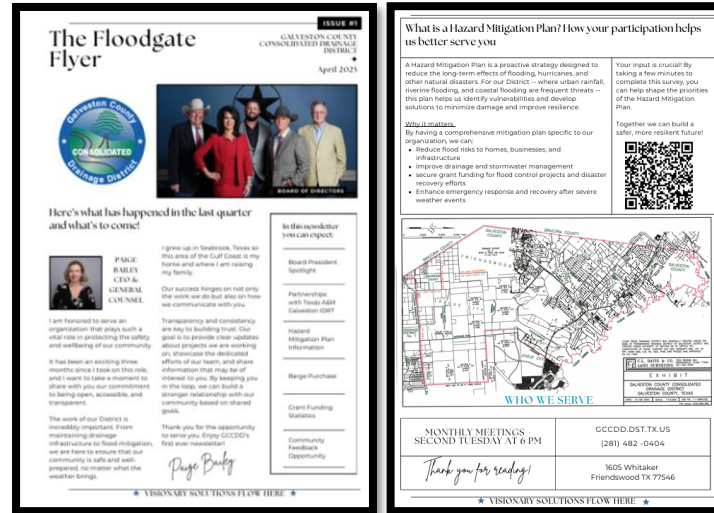 ISSUE #1
The Floodgate
Flyer
GALVESTON COUNTY
CONSOLIDATED DRAINAGE
DISTRICT
April 2025
Galveston County
CONSOLIDATED
Drainage District
BOARD OF DIRECTORS
Here's what has happened in the last quarter
and what's to come!
PAIGE
BAILEY
CEO &
GENERAL
COUNSEL
I am honored to serve an
organization that plays such a
vital role in protecting the safety
and wellbeing of our community.
It has been an exciting three
months since I took on this role,
and I want to take a moment to
share with you our commitment
to being open, accessible, and
transparent.
The work of our District is
incredibly important. From
maintaining drainage
infrastructure to flood mitigation,
we are here to ensure that our
community is safe and well-
prepared, no matter what the
weather brings.
I grew up in Seabrook, Texas so
this area of the Gulf Coast is my
home and where I am raising
my family.
Our success hinges on not only
the work we do but also on how
we communicate with you.
Transparency and consistency
are key to building trust. Our
goal is to provide clear updates
about projects we are working
on, showcase the dedicated
efforts of our team, and share
information that may be of
interest to you. By keeping you
in the loop, we can build a
stronger relationship with our
community based on shared
goals.
Thank you for the opportunity
to serve you. Enjoy GCCDD's
first ever newsletter!
Paige Bailey
In this newsletter
you can expect:
Board President
Spotlight
Partnerships
with Texas A&M
Galveston IDRT
Hazard
Mitigation Plan
Information
Barge Purchase
Grant Funding
Statistics
Community
Feedback
Opportunity
VISIONARY SOLUTIONS FLOW HERE
What is a Hazard Mitigation Plan? How your participation helps
us better serve you
A Hazard Mitigation Plan is a proactive strategy designed to
reduce the long-term effects of flooding, hurricanes, and
other natural disasters. For our District -- where urban rainfall,
riverine flooding, and coastal flooding are frequent threats --
this plan helps us identify vulnerabilities and develop
solutions to minimize damage and improve resilience.
Why it matters
By having a comprehensive mitigation plan specific to our
organization, we can:
• Reduce flood risks to homes, businesses, and
infrastructure
• Improve drainage and stormwater management
• secure grant funding for flood control projects and disaster
recovery efforts
• Enhance emergency response and recovery after severe
weather events
Your input is crucial! By
taking a few minutes to
complete this survey, you
can help shape the priorities
of the Hazard Mitigation
Plan.
Together we can build a
safer, more resilient future!
GALVESTON
COUNTY
BRAZORIA COUNTY
FRIENDSWOOD
LEAGUE CITY
EXHIBIT
GALVESTON COUNTY CONSOLIDATED
DRAINAGE DISTRICT
GALVESTON COUNTY, TEXAS
WHO WE SERVE
MONTHLY MEETINGS -
SECOND TUESDAY AT 6 PM
GCCDD.DST.TX.US
(281) 482 -0404
Thank you for reading!
1605 Whitaker
Friendswood TX 77546
VISIONARY SOLUTIONS FLOW HERE